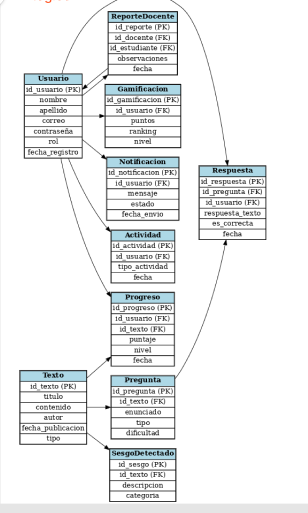 ReporteDocente
id_reporte (PK)
id_docente (FK)
id_estudiante (FK)
observaciones
fecha
Usuario
id_usuario (PK)
nombre
apellido
correo
contraseña
rol
fecha_registro
Gamificacion
id_gamificacion (PK)
id_usuario (FK)
puntos
ranking
nivel
Notificacion
id_notificacion (PK)
id_usuario (FK)
mensaje
estado
fecha_envio
Respuesta
id_respuesta (PK)
id_pregunta (FK)
id_usuario (FK)
respuesta_texto
es_correcta
fecha
Actividad
id_actividad (PK)
id_usuario (FK)
tipo_actividad
fecha
Progreso
id_progreso (PK)
id_usuario (FK)
id_texto (FK)
puntaje
nivel
fecha
Texto
id_texto (PK)
titulo
contenido
autor
fecha_publicacion
tipo
Pregunta
id_pregunta (PK)
id_texto (FK)
enunciado
tipo
dificultad
SesgoDetectado
id_sesgo (PK)
id_texto (FK)
descripcion
categoria